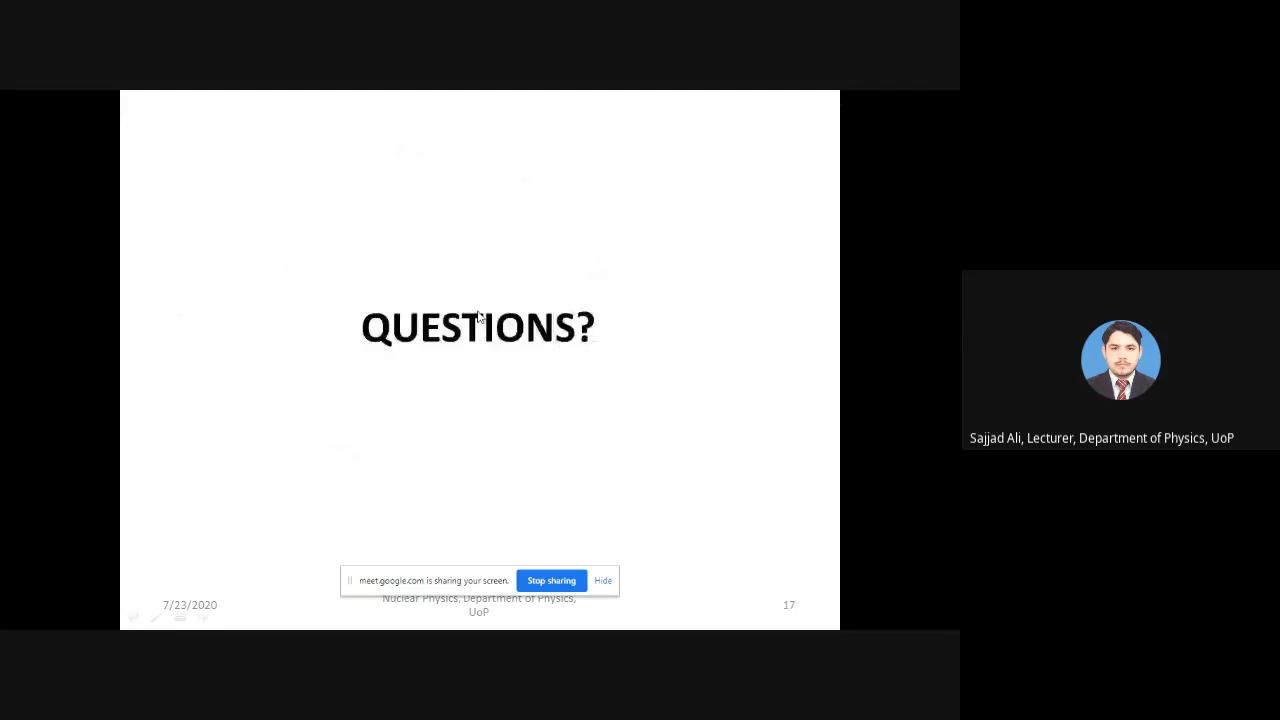 QUESTIONS?
Sajjad Ali, Lecturer, Department of Physics, UoP
meet.google.com is sharing your screen. Stop sharing Hide
7/23/2020 Nuclear Physics, Department of Physics, 17
UoP